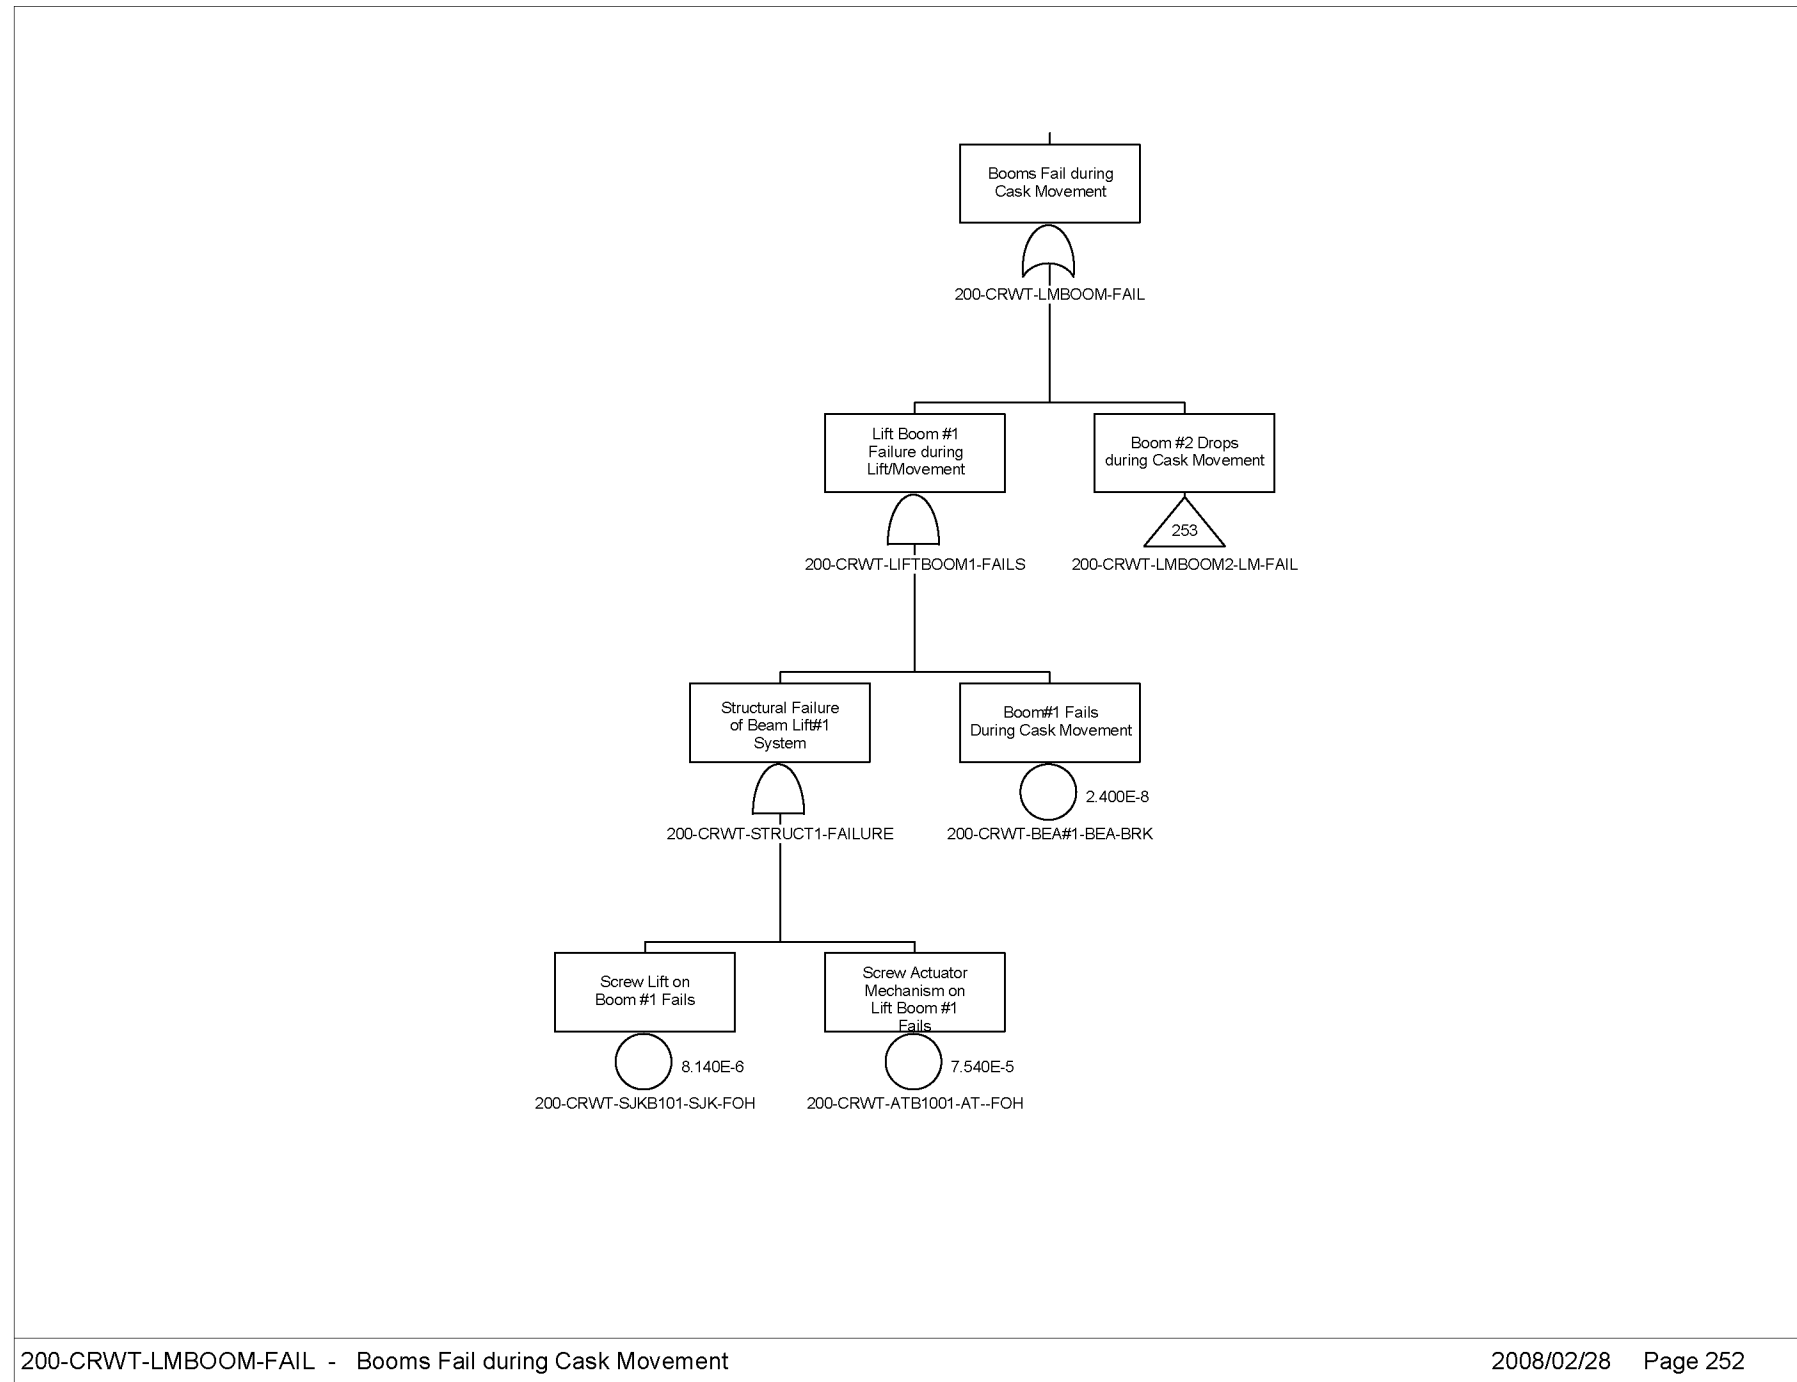 Booms Fail during
Cask Movement
200-CRWT-LMBOOM-FAIL
Lift Boom #1
Failure during
Lift/Movement
200-CRWT-LIFTBOOM1-FAILS
Boom #2 Drops
during Cask Movement
253
200-CRWT-LMBOOM2-LM-FAIL
Structural Failure
of Beam Lift#1
System
200-CRWT-STRUCT1-FAILURE
Boom#1 Fails
During Cask Movement
2.400E-8
200-CRWT-BEA#1-BEA-BRK
Screw Lift on
Boom #1 Fails
8.140E-6
200-CRWT-SJKB101-SJK-FOH
Screw Actuator
Mechanism on
Lift Boom #1
Fails
7.540E-5
200-CRWT-ATB1001-AT--FOH
200-CRWT-LMBOOM-FAIL - Booms Fail during Cask Movement
2008/02/28 Page 252